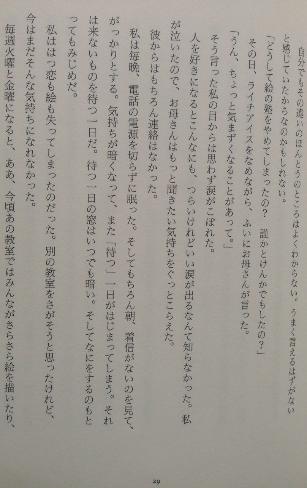 自分でもその違いのほんとうのところはよくわからない。うまく言えるはずがない
と感じていたからなのかもしれない。
「どうして絵の塾をやめてしまったの？　誰かとけんかでもしたの？」
その日、ライチアイスをなめながら、ふいにお母さんが言った。
「うん、ちょっと気まずくなることがあって。」
そう言った私の目からは思わず涙がこぼれた。
人を好きになるとこんなにも、つらいけれどいい涙が出るなんて知らなかった。私
が泣いたので、お母さんはもっと聞きたい気持ちをぐっとこらえた。
彼からはもちろん連絡はなかった。
私は毎晩、電話の電源を切らずに眠った。そしてもちろん朝、着信がないのを見て、
がっかりとする。気持ちが暗くなって、また「待つ」一日がはじまってしまう。それ
は来ないものを待つ一日だ。待つ一日の窓はいつでも暗い。そしてなにをするのもと
ってもみじめだ。
私ははつ恋も絵も失ってしまったのだった。別の教室をさがそうと思ったけれど、
今はまだそんな気持ちになれなかった。
毎週火曜と金曜になると、ああ、今頃あの教室ではみんながさらさら絵を描いたり、
29